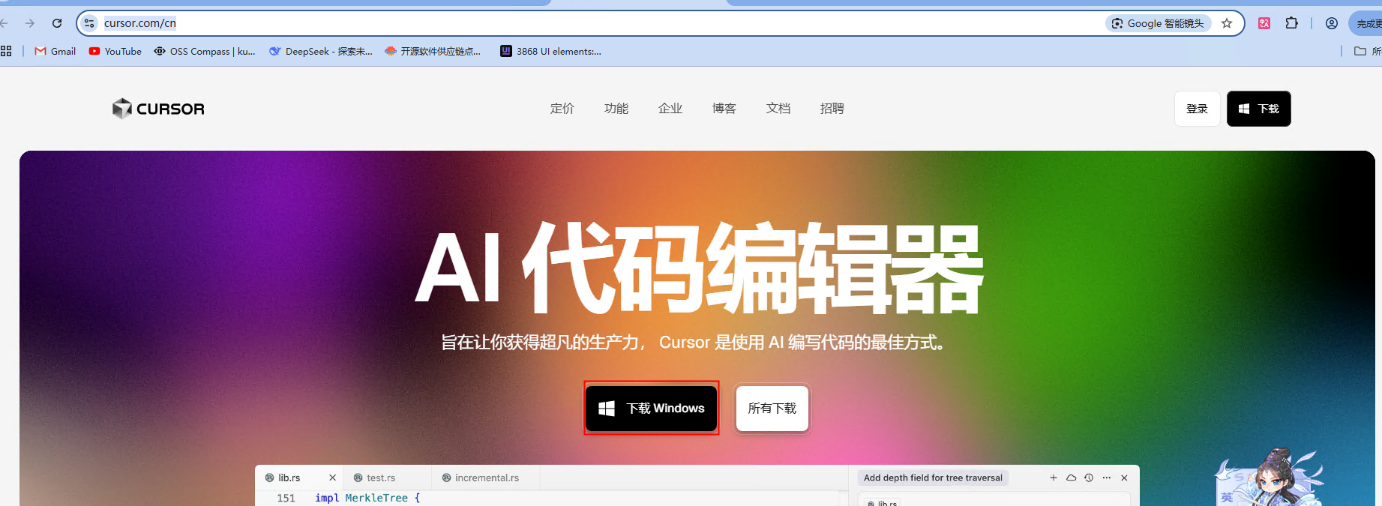 cursor.com/cn
Google 智能镜头
完成更
Gmail
YouTube
OSS Compass | ku...
DeepSeek - 探索未...
开源软件供应链点...
3868 UI elements:...
所
CURSOR
定价
功能
企业
博客
文档
招聘
登录
下载
AI 代码编辑器
旨在让你获得超凡的生产力， Cursor 是使用 AI 编写代码的最佳方式。
下载 Windows
所有下载
lib.rs
test.rs
incremental.rs
Add depth field for tree traversal
151 impl MerkleTree {
lib.rs
英